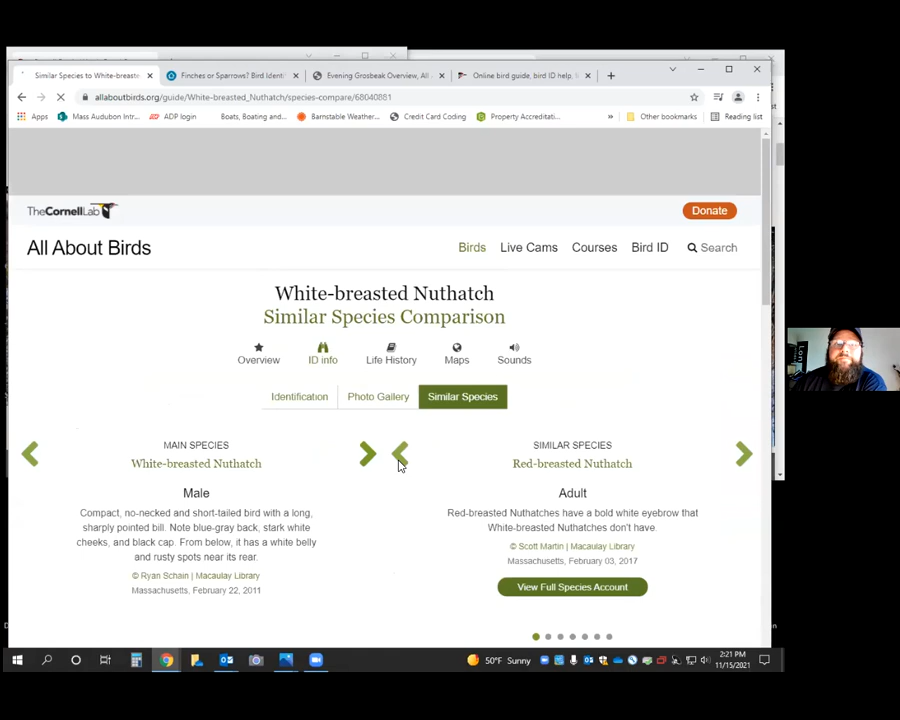 Similar Species to White-breaste
Finches or Sparrows? Bird Identi
Evening Grosbeak Overview, All
Online bird guide, bird ID help,
allaboutbirds.org/guide/White-breasted_Nuthatch/species-compare/68040881
Apps
Mass Audubon Intr...
ADP login
Boats, Boating and...
Barnstable Weather...
Credit Card Coding
Property Accreditati...
»
Other bookmarks
Reading list
TheCornellLab
Donate
All About Birds
Birds
Live Cams
Courses
Bird ID
Search
White-breasted Nuthatch
Similar Species Comparison
Overview
ID info
Life History
Maps
Sounds
Identification
Photo Gallery
Similar Species
MAIN SPECIES
White-breasted Nuthatch
Male
Compact, no-necked and short-tailed bird with a long,
sharply pointed bill. Note blue-gray back, stark white
cheeks, and black cap. From below, it has a white belly
and rusty spots near its rear.
© Ryan Schain | Macaulay Library
Massachusetts, February 22, 2011
SIMILAR SPECIES
Red-breasted Nuthatch
Adult
Red-breasted Nuthatches have a bold white eyebrow that
White-breasted Nuthatches don't have.
© Scott Martin | Macaulay Library
Massachusetts, February 03, 2017
View Full Species Account
50°F Sunny
2:21 PM
11/15/2021